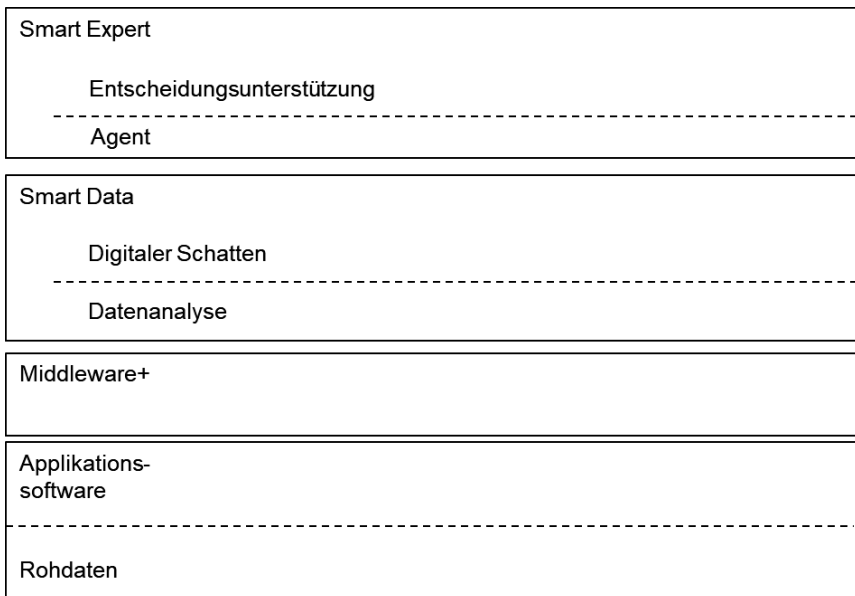 Smart Expert
Entscheidungsunterstützung
Agent
Smart Data
Digitaler Schatten
Datenanalyse
Middleware+
Applikations-
software
Rohdaten